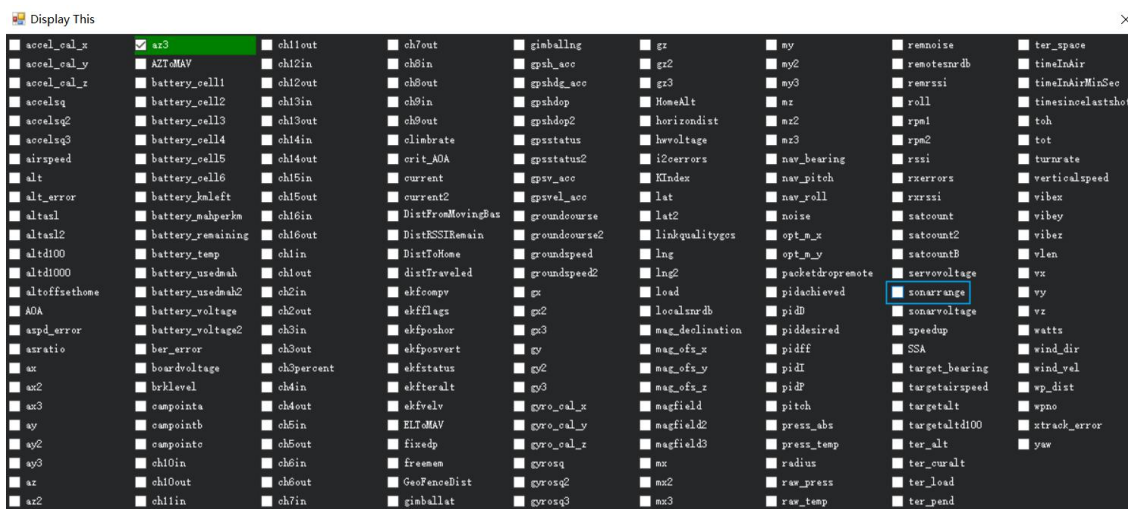 Display This
accel_cal_x
accel_cal_y
accel_cal_z
accelsq
accelsq2
accelsq3
airspeed
alt
alt_error
altasl
altasl2
altd100
altd1000
altoffsethome
AOA
aspd_error
asratio
ax
ax2
ax3
ay
ay2
ay3
az
az2
az3
AZToMAV
battery_cell1
battery_cell2
battery_cell3
battery_cell4
battery_cell5
battery_cell6
battery_kmleft
battery_mahperkm
battery_remaining
battery_temp
battery_usedmah
battery_usedmah2
battery_voltage
battery_voltage2
ber_error
boardvoltage
brklevel
campointa
campointb
campointc
ch10in
ch10out
ch11in
ch11out
ch12in
ch12out
ch13in
ch13out
ch14in
ch14out
ch15in
ch15out
ch16in
ch16out
ch1in
ch1out
ch2in
ch2out
ch3in
ch3out
ch3percent
ch4in
ch4out
ch5in
ch5out
ch6in
ch6out
ch7in
ch7out
ch8in
ch8out
ch9in
ch9out
climbrate
crit_AOA
current
current2
DistFromMovingBas
DistRSSIRemain
DistToHome
distTraveled
ekfcompv
ekfflags
ekfposhor
ekfposvert
ekfstatus
ekfteralt
ekfvelv
ELToMAV
fixedp
freemem
GeoFenceDist
gimballat
gimballng
gpsh_acc
gpshdg_acc
gpshdop
gpshdop2
gpsstatus
gpsstatus2
gpsv_acc
gpsvel_acc
groundcourse
groundcourse2
groundspeed
groundspeed2
gx
gx2
gx3
gy
gy2
gy3
gyro_cal_x
gyro_cal_y
gyro_cal_z
gyrosq
gyrosq2
gyrosq3
gz
gz2
gz3
HomeAlt
horizondist
hwvoltage
i2cerrors
KIndex
lat
lat2
linkqualitygcs
lng
lng2
load
localsnrdb
mag_declination
mag_ofs_x
mag_ofs_y
mag_ofs_z
magfield
magfield2
magfield3
mx
mx2
mx3
my
my2
my3
mz
mz2
mz3
nav_bearing
nav_pitch
nav_roll
noise
opt_m_x
opt_m_y
packetdropremote
pidachieved
pidD
piddesired
pidff
pidI
pidP
pitch
press_abs
press_temp
radius
raw_press
raw_temp
remnoise
remotesnrdb
remrssi
roll
rpm1
rpm2
rssi
rxerrors
rxrssi
satcount
satcount2
satcountB
servovoltage
sonarrange
sonarvoltage
speedup
SSA
target_bearing
targetairspeed
targetalt
targetaltd100
ter_alt
ter_curalt
ter_load
ter_pend
ter_space
timeInAir
timeInAirMinSec
timesincelastshot
toh
tot
turnrate
verticalspeed
vibex
vibey
vibez
vlen
vx
vy
vz
watts
wind_dir
wind_vel
wp_dist
wpno
xtrack_error
yaw